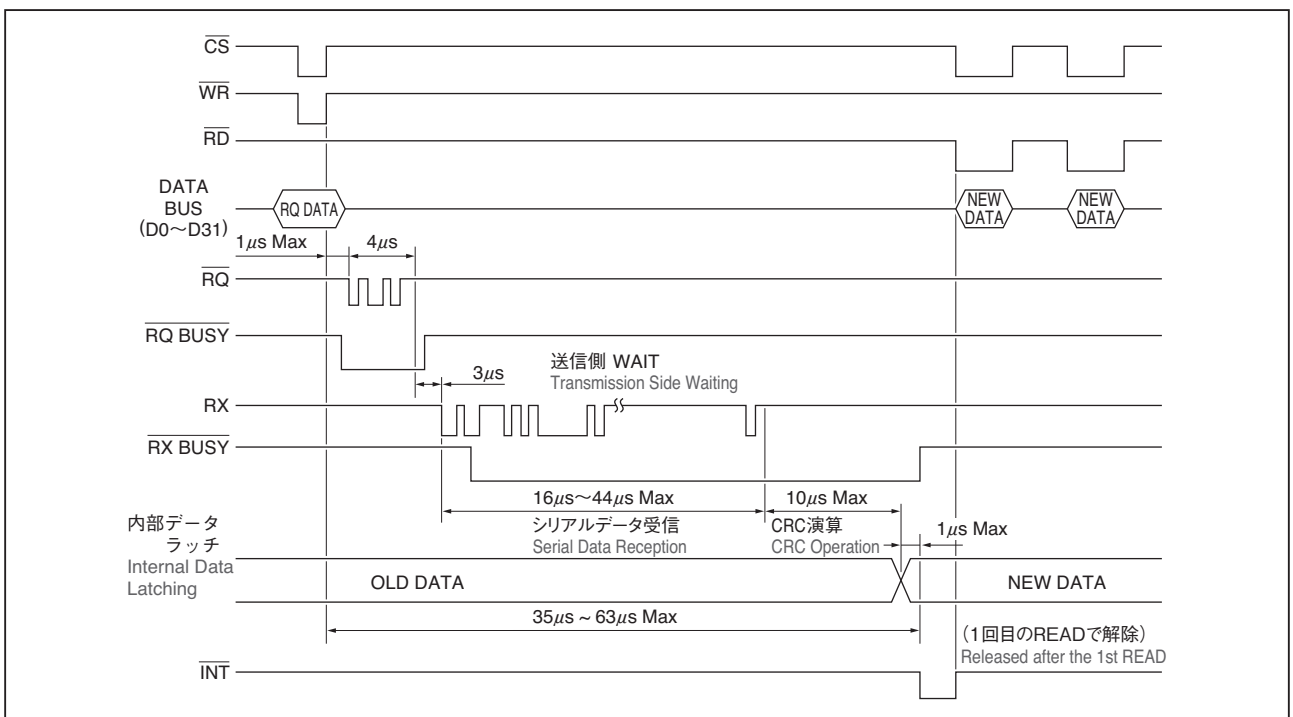 CS
WR
RD
DATA
BUS
(D0～D31)
RQ DATA
NEW
DATA
NEW
DATA
1μs Max
4μs
RQ
RQ BUSY
3μs
送信側 WAIT
Transmission Side Waiting
RX
RX BUSY
16μs～44μs Max
10μs Max
シリアルデータ受信
Serial Data Reception
CRC演算
CRC Operation
1μs Max
内部データ
ラッチ
Internal Data
Latching
OLD DATA
NEW DATA
35μs ~ 63μs Max
（1回目のREADで解除）
Released after the 1st READ
INT